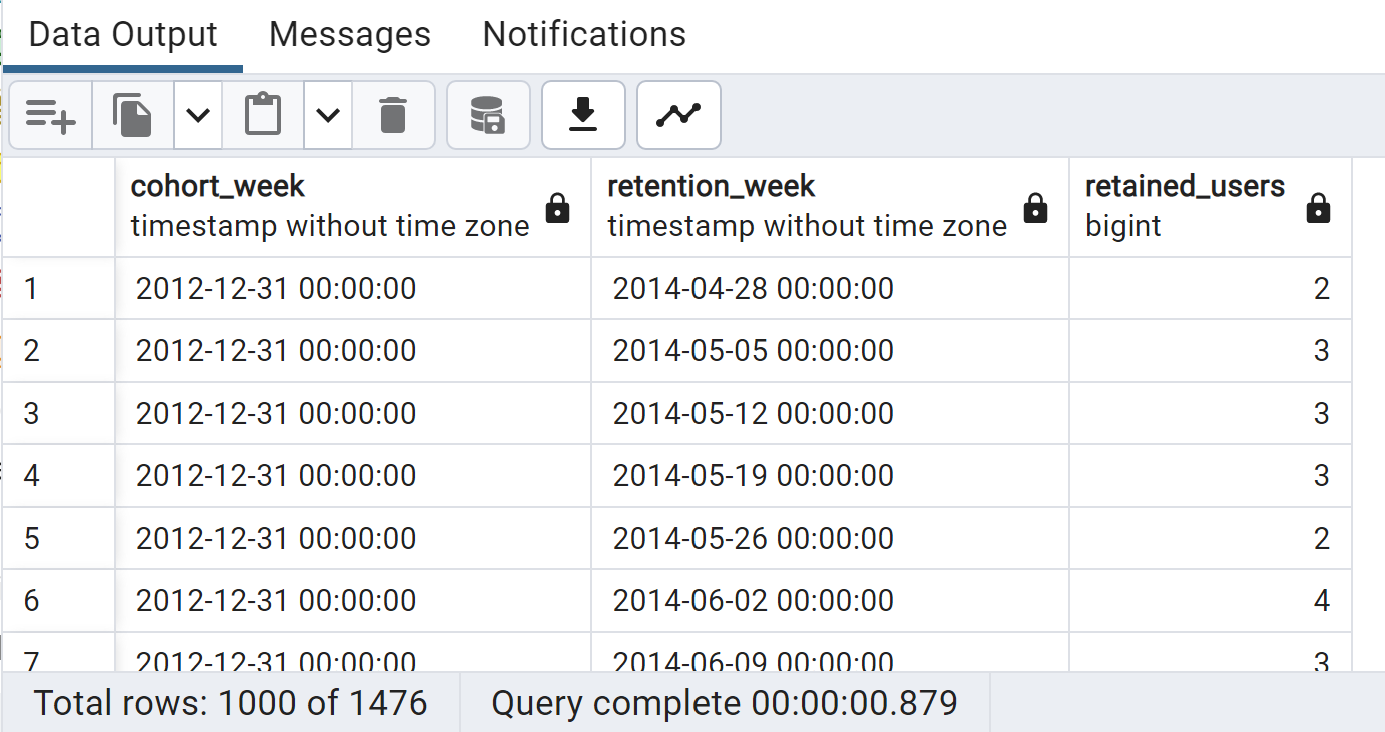 Data Output Messages Notifications
cohort_week retention_week retained_users
timestamp without time zone timestamp without time zone bigint
1 2012-12-31 00:00:00 2014-04-28 00:00:00 2
2 2012-12-31 00:00:00 2014-05-05 00:00:00 3
3 2012-12-31 00:00:00 2014-05-12 00:00:00 3
4 2012-12-31 00:00:00 2014-05-19 00:00:00 3
5 2012-12-31 00:00:00 2014-05-26 00:00:00 2
6 2012-12-31 00:00:00 2014-06-02 00:00:00 4
7 2012-12-31 00:00:00 2014-06-09 00:00:00 3
Total rows: 1000 of 1476 Query complete 00:00:00.879